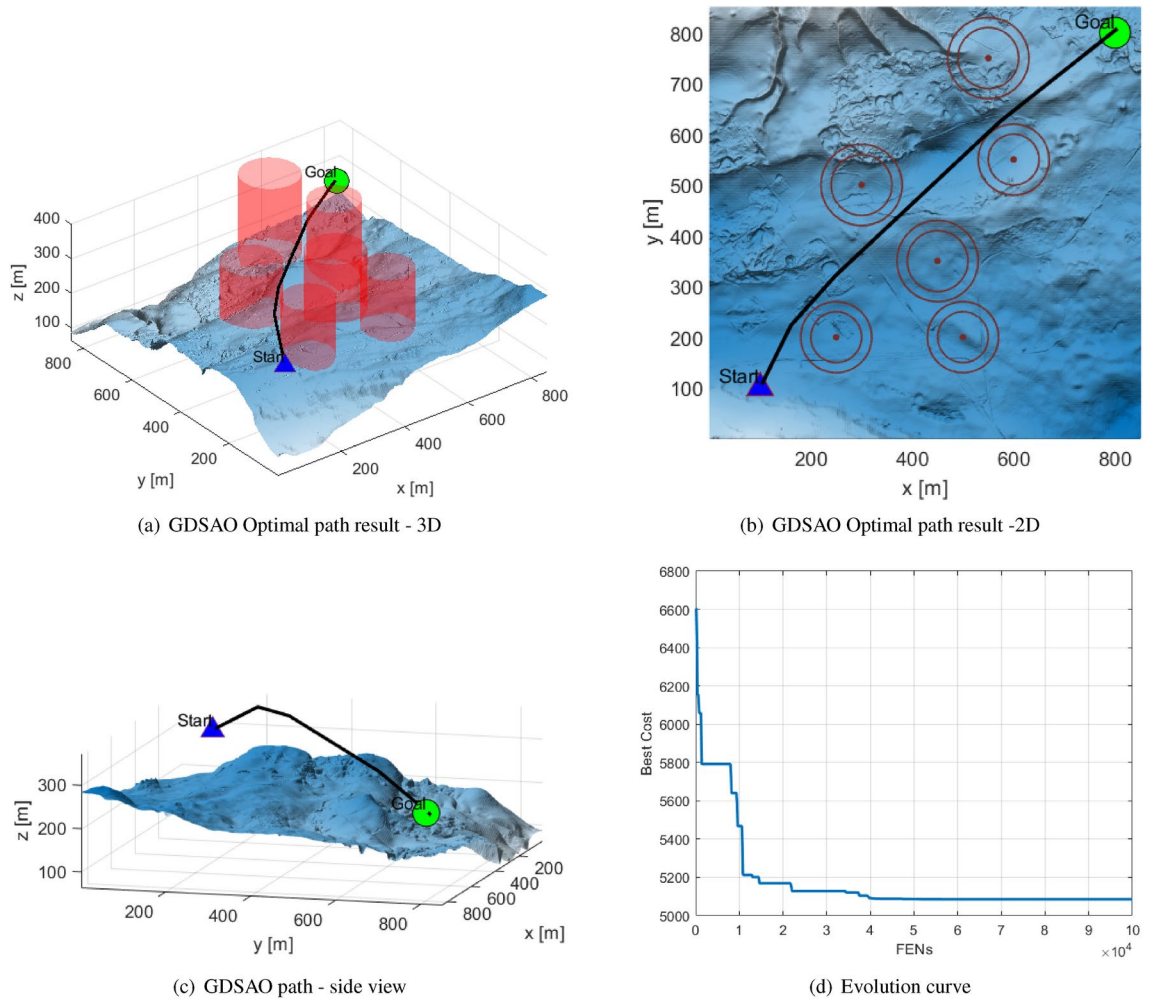 Goal
400
300
200
100
z [m]
Start
800
600
400
200
y [m]
200
400
600
800
x [m]
(a) GDSAO Optimal path result - 3D
Goal
800
700
600
500
400
300
200
100
y [m]
Start
200
400
600
800
x [m]
(b) GDSAO Optimal path result -2D
Start
300
200
100
z [m]
Goal
200
400
600
800
y [m]
200
400
600
800
x [m]
(c) GDSAO path - side view
6800
6600
6400
6200
6000
5800
5600
5400
5200
5000
Best Cost
0 1 2 3 4 5 6 7 8 9 10
FENs
×10⁴
(d) Evolution curve